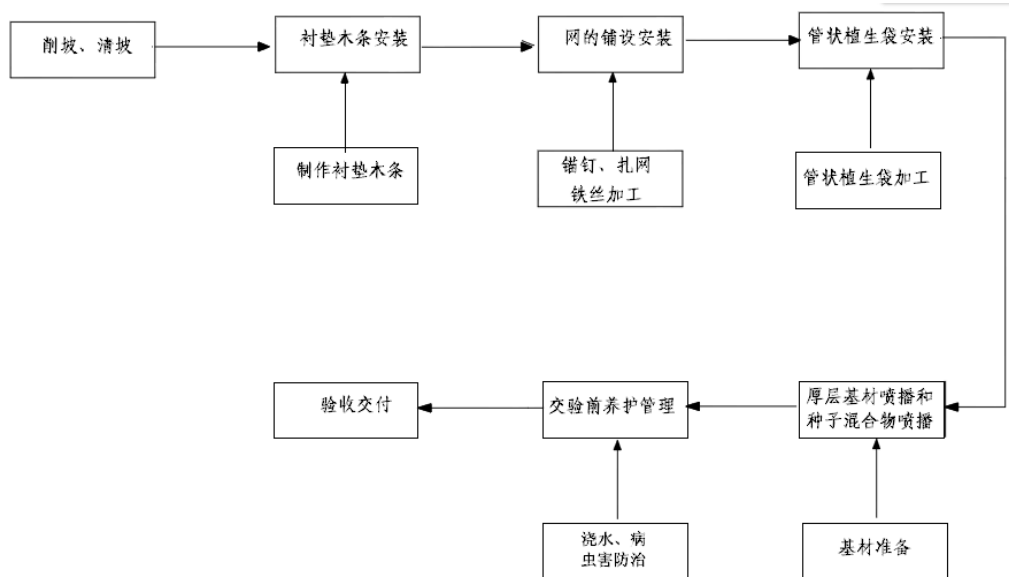 削坡、清坡
衬垫木条安装
网的铺设安装
管状植生袋安装
制作衬垫木条
锚钉、扎网
铁丝加工
管状植生袋加工
验收交付
交验前养护管理
厚层基材喷播和
种子混合物喷播
浇水、病
虫害防治
基材准备